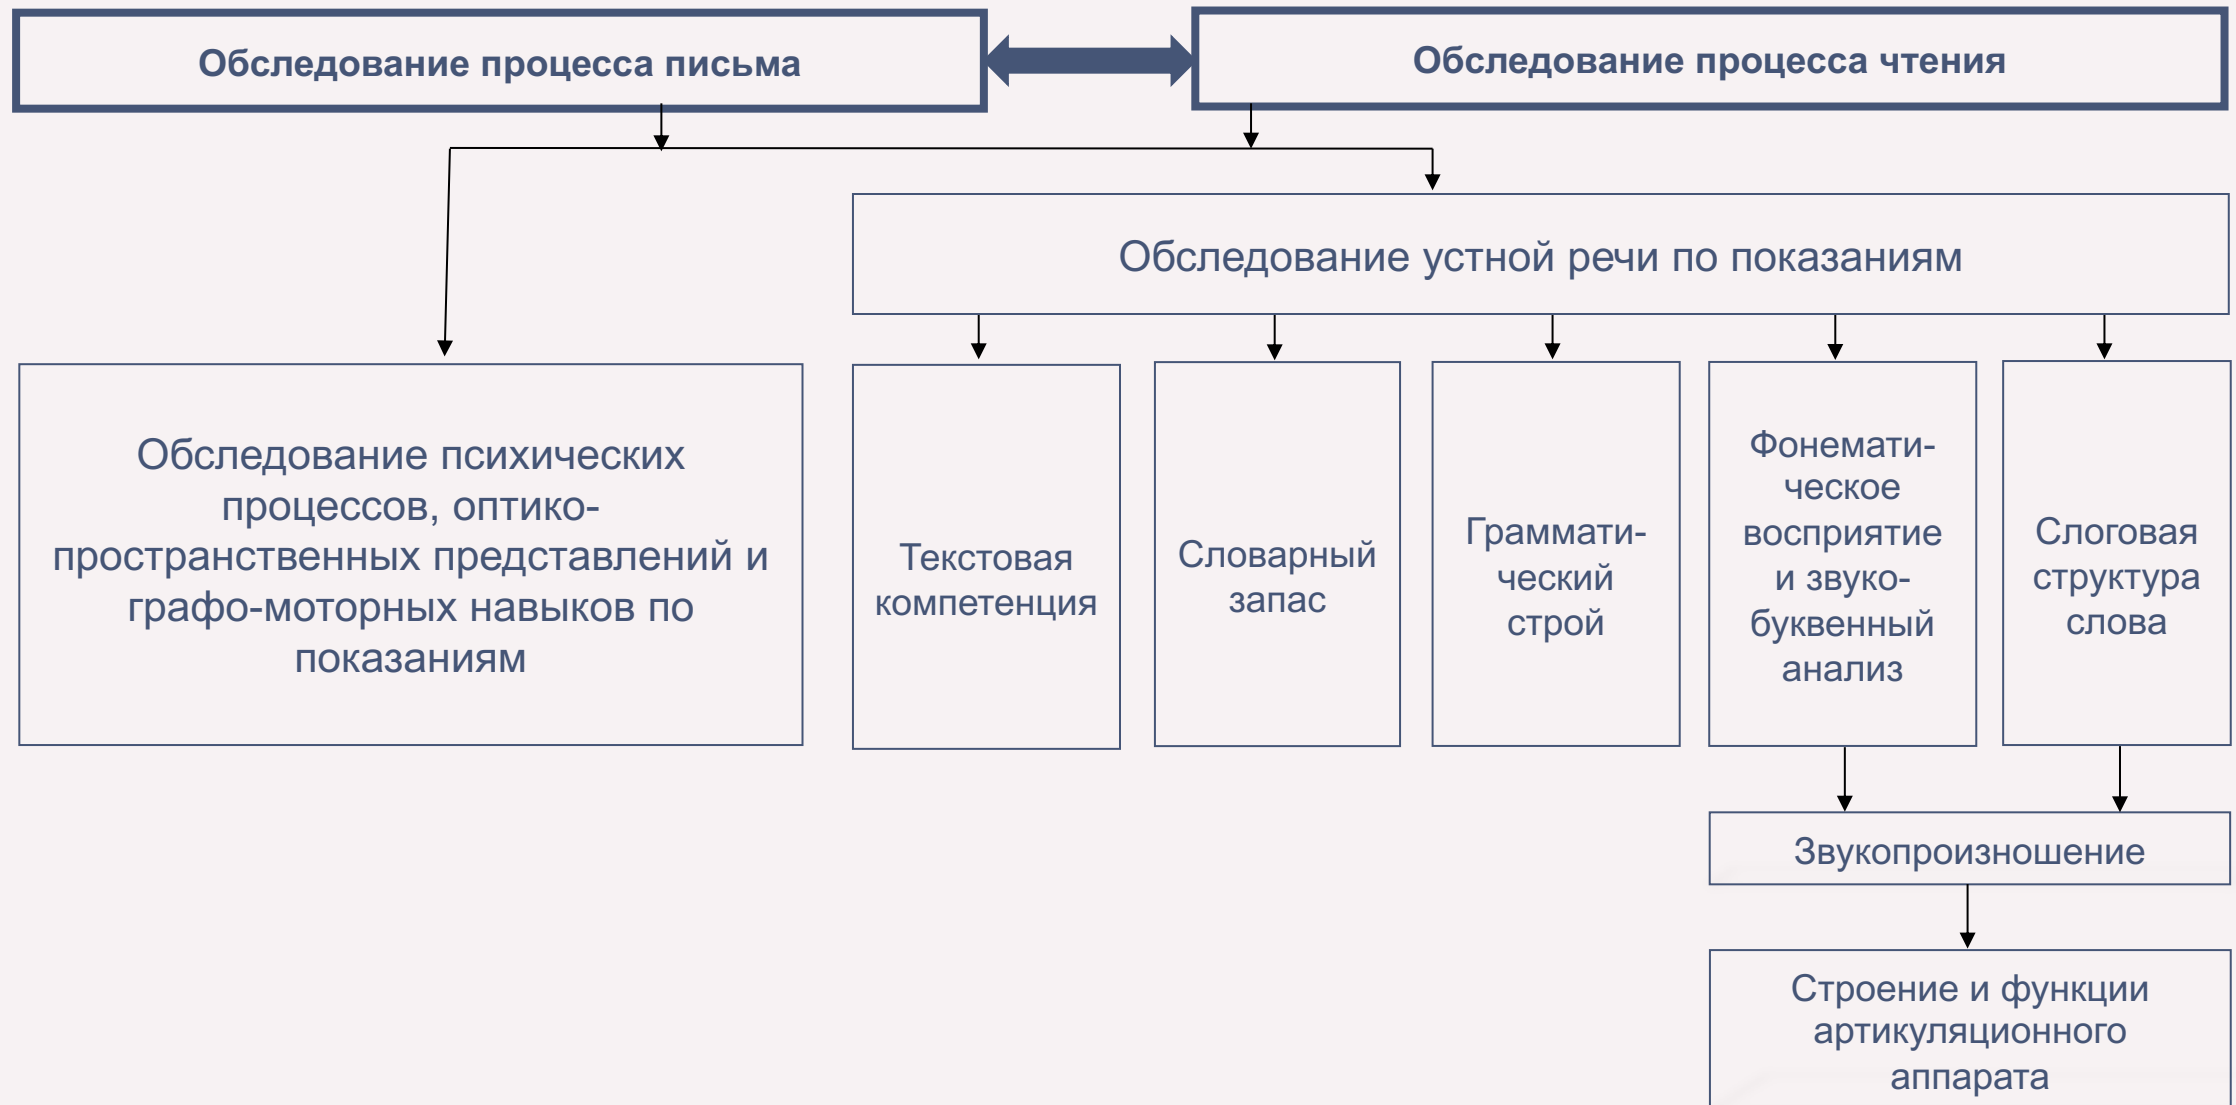 Обследование процесса письма
Обследование процесса чтения
Обследование устной речи по показаниям
Обследование психических
процессов, оптико-
пространственных представлений и
графо-моторных навыков по
показаниям
Текстовая
компетенция
Словарный
запас
Граммати-
ческий
строй
Фонемати-
ческое
восприятие
и звуко-
буквенный
анализ
Слоговая
структура
слова
Звукопроизношение
Строение и функции
артикуляционного
аппарата